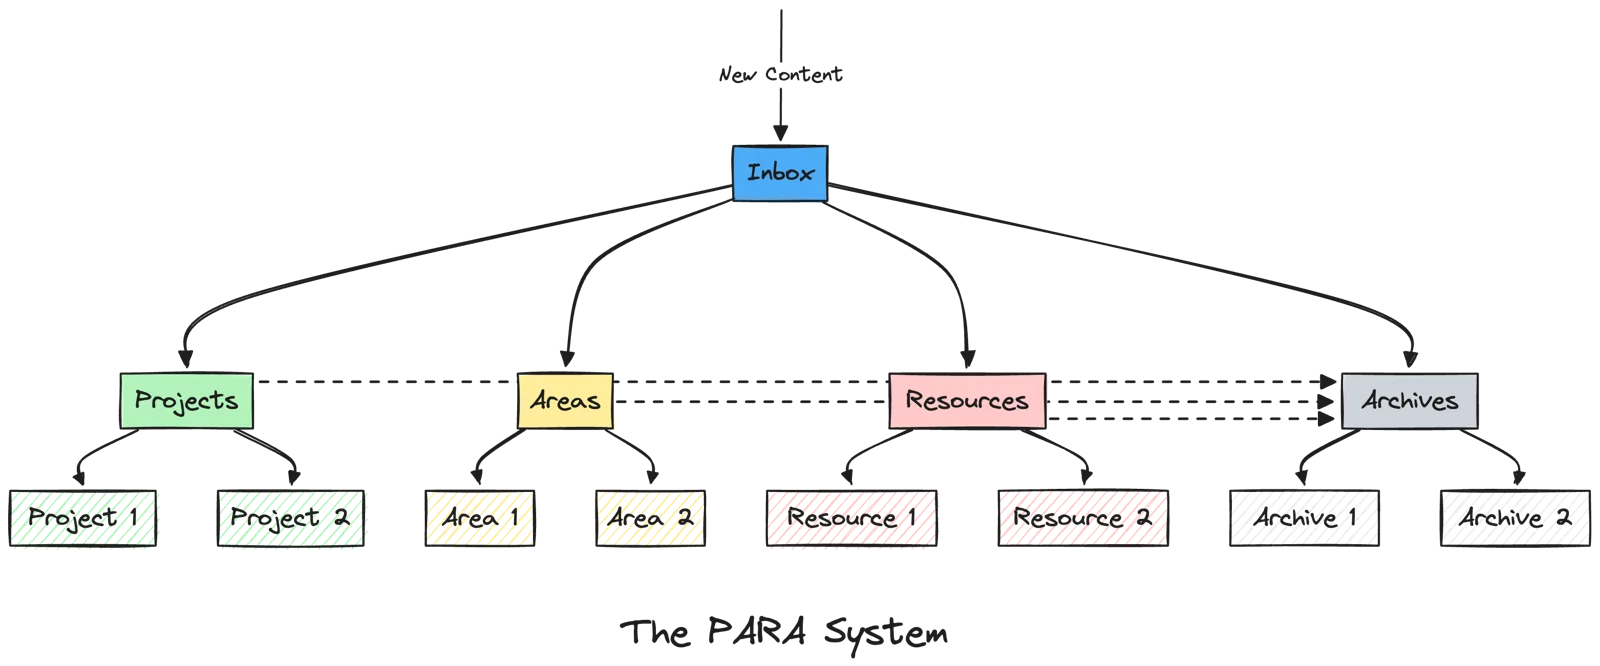 New Content
Inbox
Projects
Areas
Resources
Archives
Project 1
Project 2
Area 1
Area 2
Resource 1
Resource 2
Archive 1
Archive 2
The PARA System